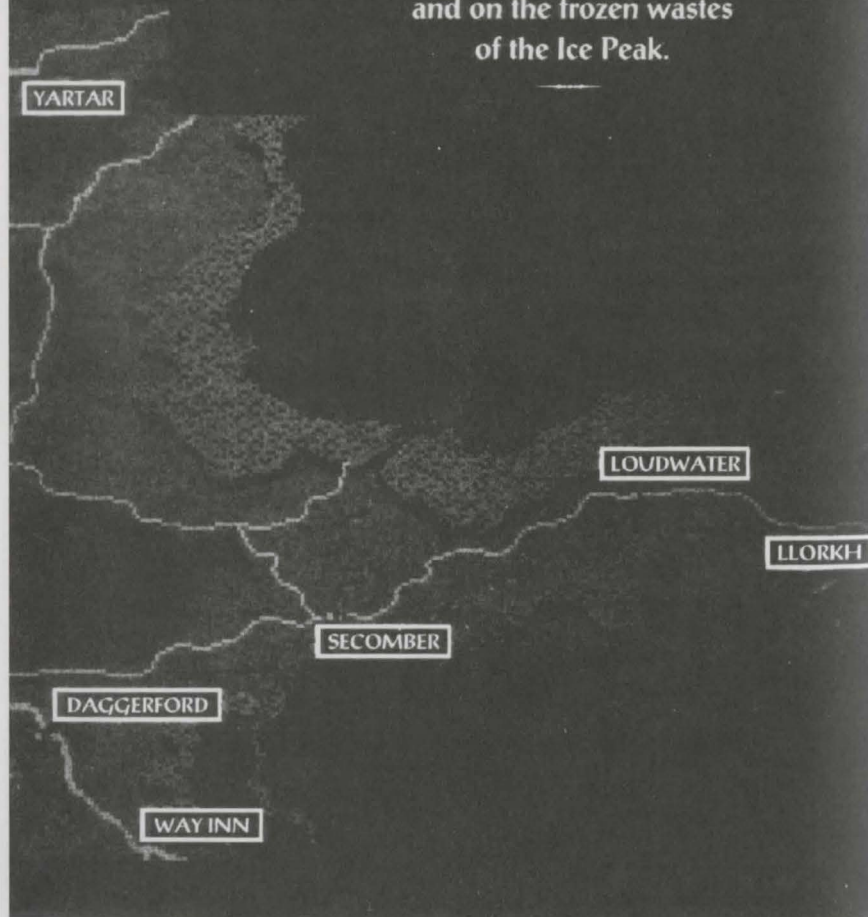 and on the frozen wastes
of the Ice Peak.
YARTAR
LOUDWATER
LLORKH
SECOMBER
DAGGERFORD
WAY INN